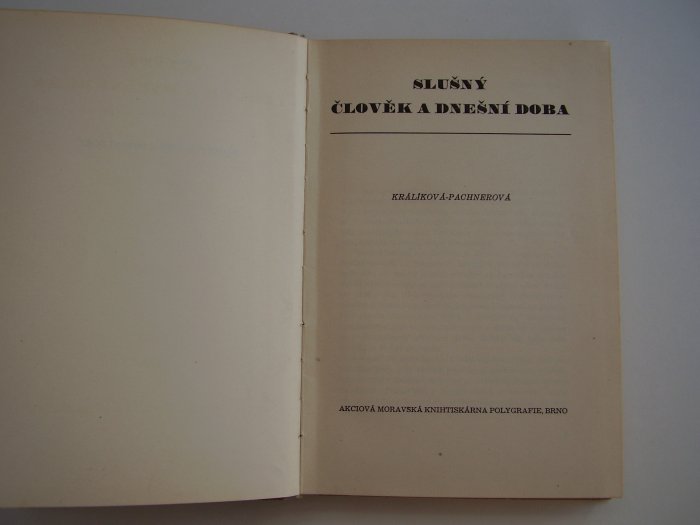 SLUŠNÝ
ČLOVĚK A DNEŠNÍ DOBA
KRÁLÍKOVÁ-PACHNEROVÁ
AKCIOVÁ MORAVSKÁ KNIHTISKÁRNA POLYGRAFIE, BRNO